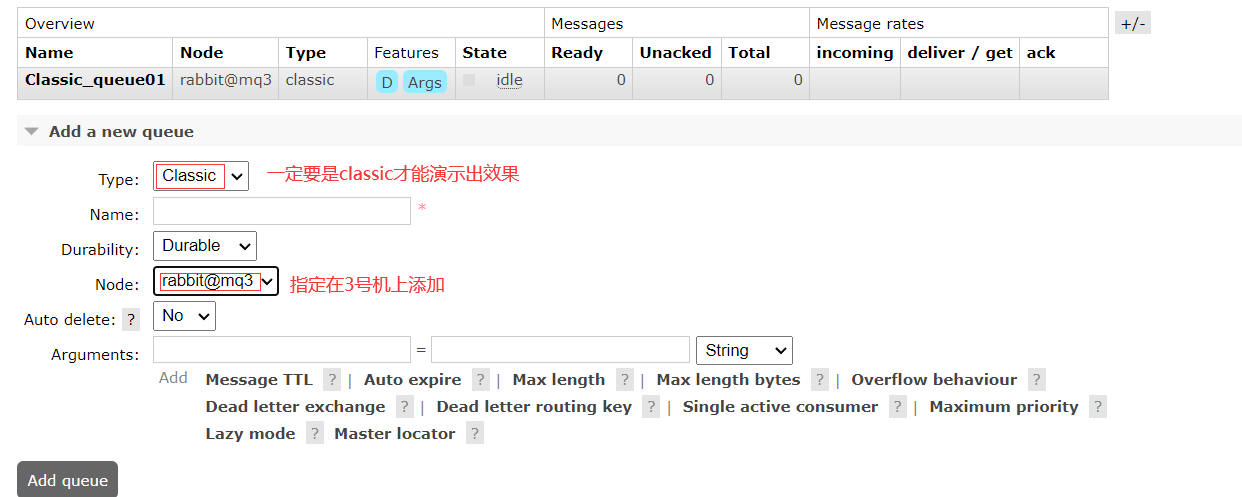 Overview Messages Message rates +/-
Name Node Type Features State Ready Unacked Total incoming deliver / get ack
Classic_queue01 rabbit@mq3 classic D Args idle 0 0 0
Add a new queue
Type: Classic 一定要是classic才能演示出效果
Name: *
Durability: Durable
Node: rabbit@mq3 指定在3号机上添加
Auto delete: ? No
Arguments: = String
Add Message TTL ? | Auto expire ? | Max length ? | Max length bytes ? | Overflow behaviour ?
Dead letter exchange ? | Dead letter routing key ? | Single active consumer ? | Maximum priority ?
Lazy mode ? Master locator ?
Add queue